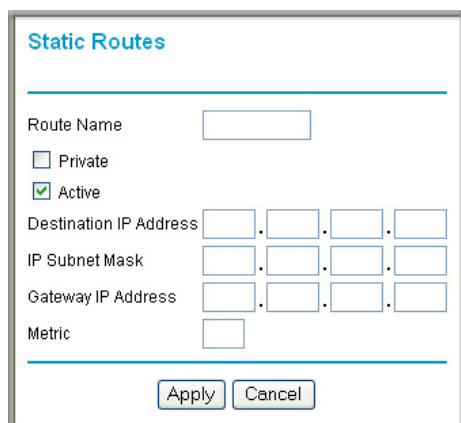 Static Routes
Route Name
Private
Active
Destination IP Address . . .
IP Subnet Mask . . .
Gateway IP Address . . .
Metric
Apply Cancel